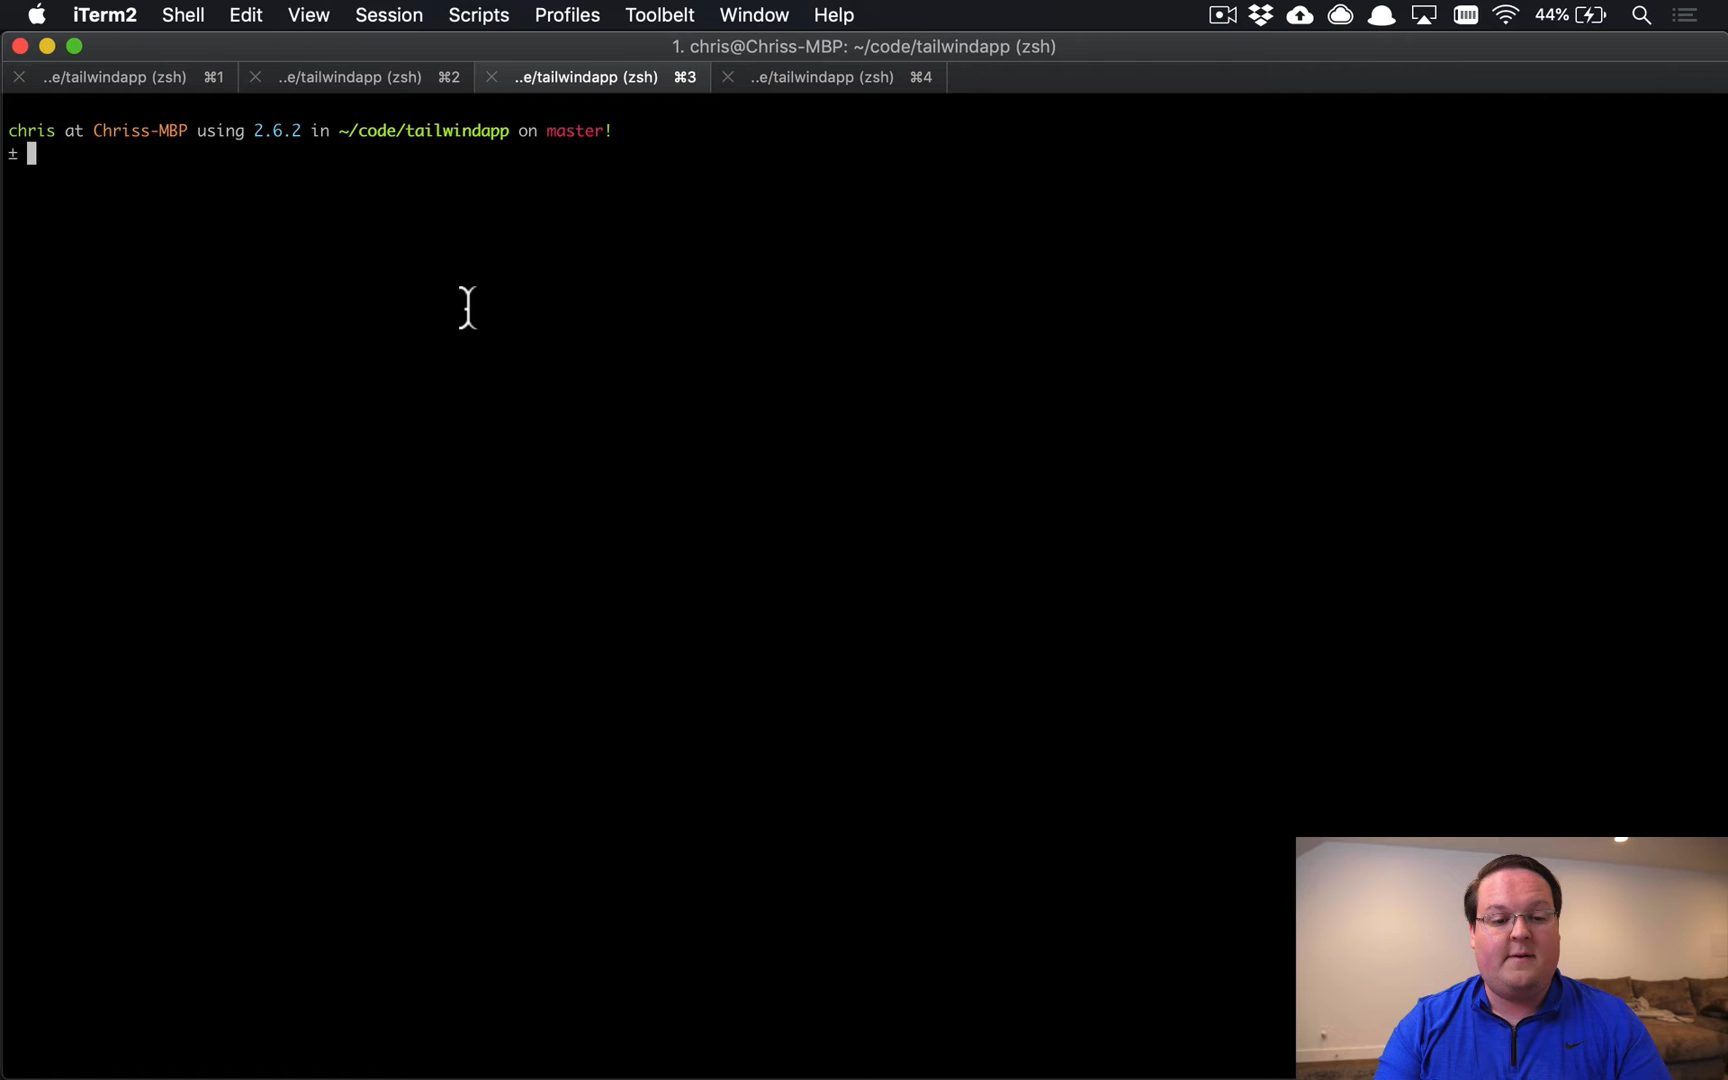 iTerm2 Shell Edit View Session Scripts Profiles Toolbelt Window Help 44%
1. chris@Chriss-MBP: ~/code/tailwindapp (zsh)
..e/tailwindapp (zsh) ⌘1 ..e/tailwindapp (zsh) ⌘2 ..e/tailwindapp (zsh) ⌘3 ..e/tailwindapp (zsh) ⌘4
chris at Chriss-MBP using 2.6.2 in ~/code/tailwindapp on master!
±